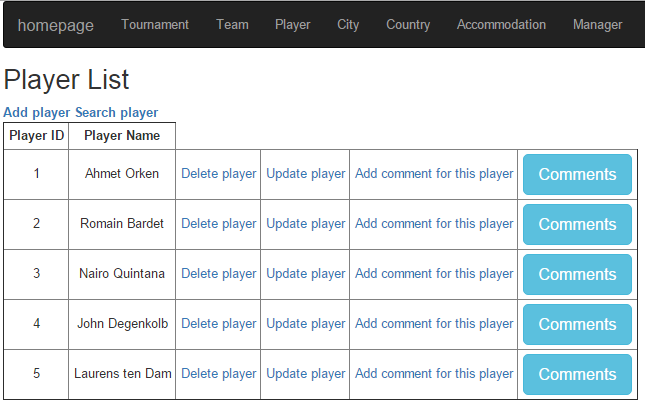 homepage Tournament Team Player City Country Accommodation Manager
Player List
Add player Search player
Player ID Player Name
1 Ahmet Orken Delete player Update player Add comment for this player Comments
2 Romain Bardet Delete player Update player Add comment for this player Comments
3 Nairo Quintana Delete player Update player Add comment for this player Comments
4 John Degenkolb Delete player Update player Add comment for this player Comments
5 Laurens ten Dam Delete player Update player Add comment for this player Comments